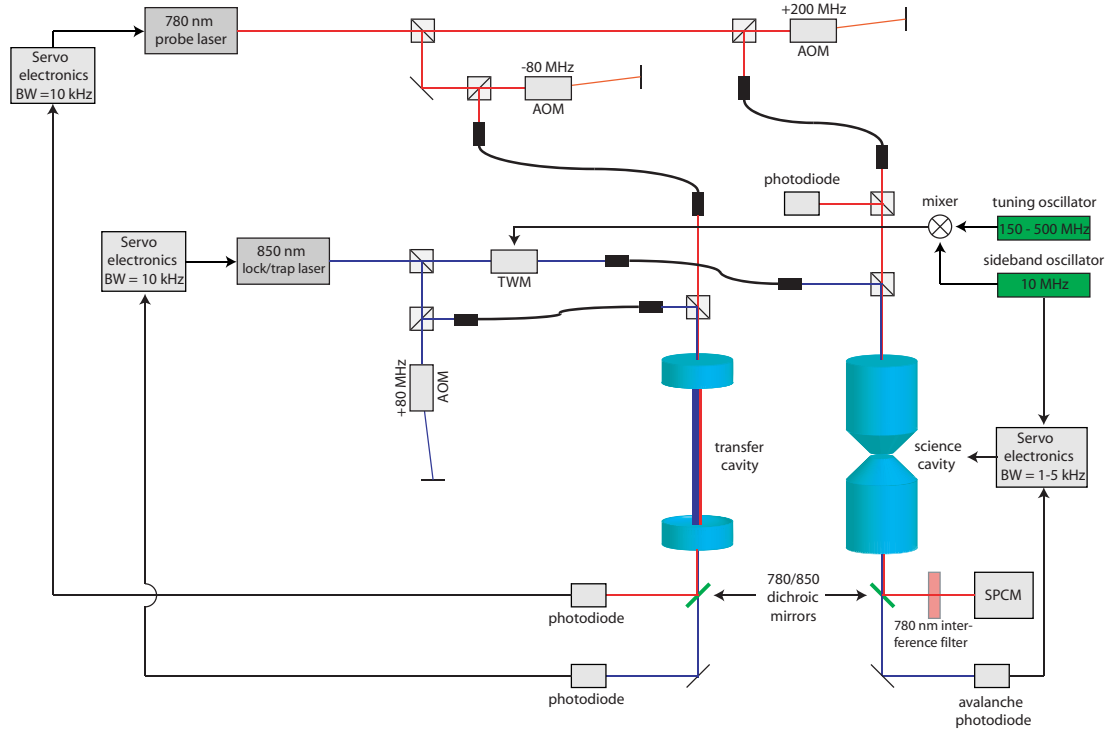 780 nm
probe laser
+200 MHz
AOM
Servo
electronics
BW = 10 kHz
-80 MHz
AOM
photodiode
mixer
tuning oscillator
150 - 500 MHz
Servo
electronics
BW = 10 kHz
850 nm
lock/trap laser
TWM
sideband oscillator
10 MHz
+80 MHz
AOM
transfer
cavity
science
cavity
Servo
electronics
BW = 1-5 kHz
780/850
dichroic
mirrors
SPCM
photodiode
780 nm inter-
ference filter
photodiode
avalanche
photodiode